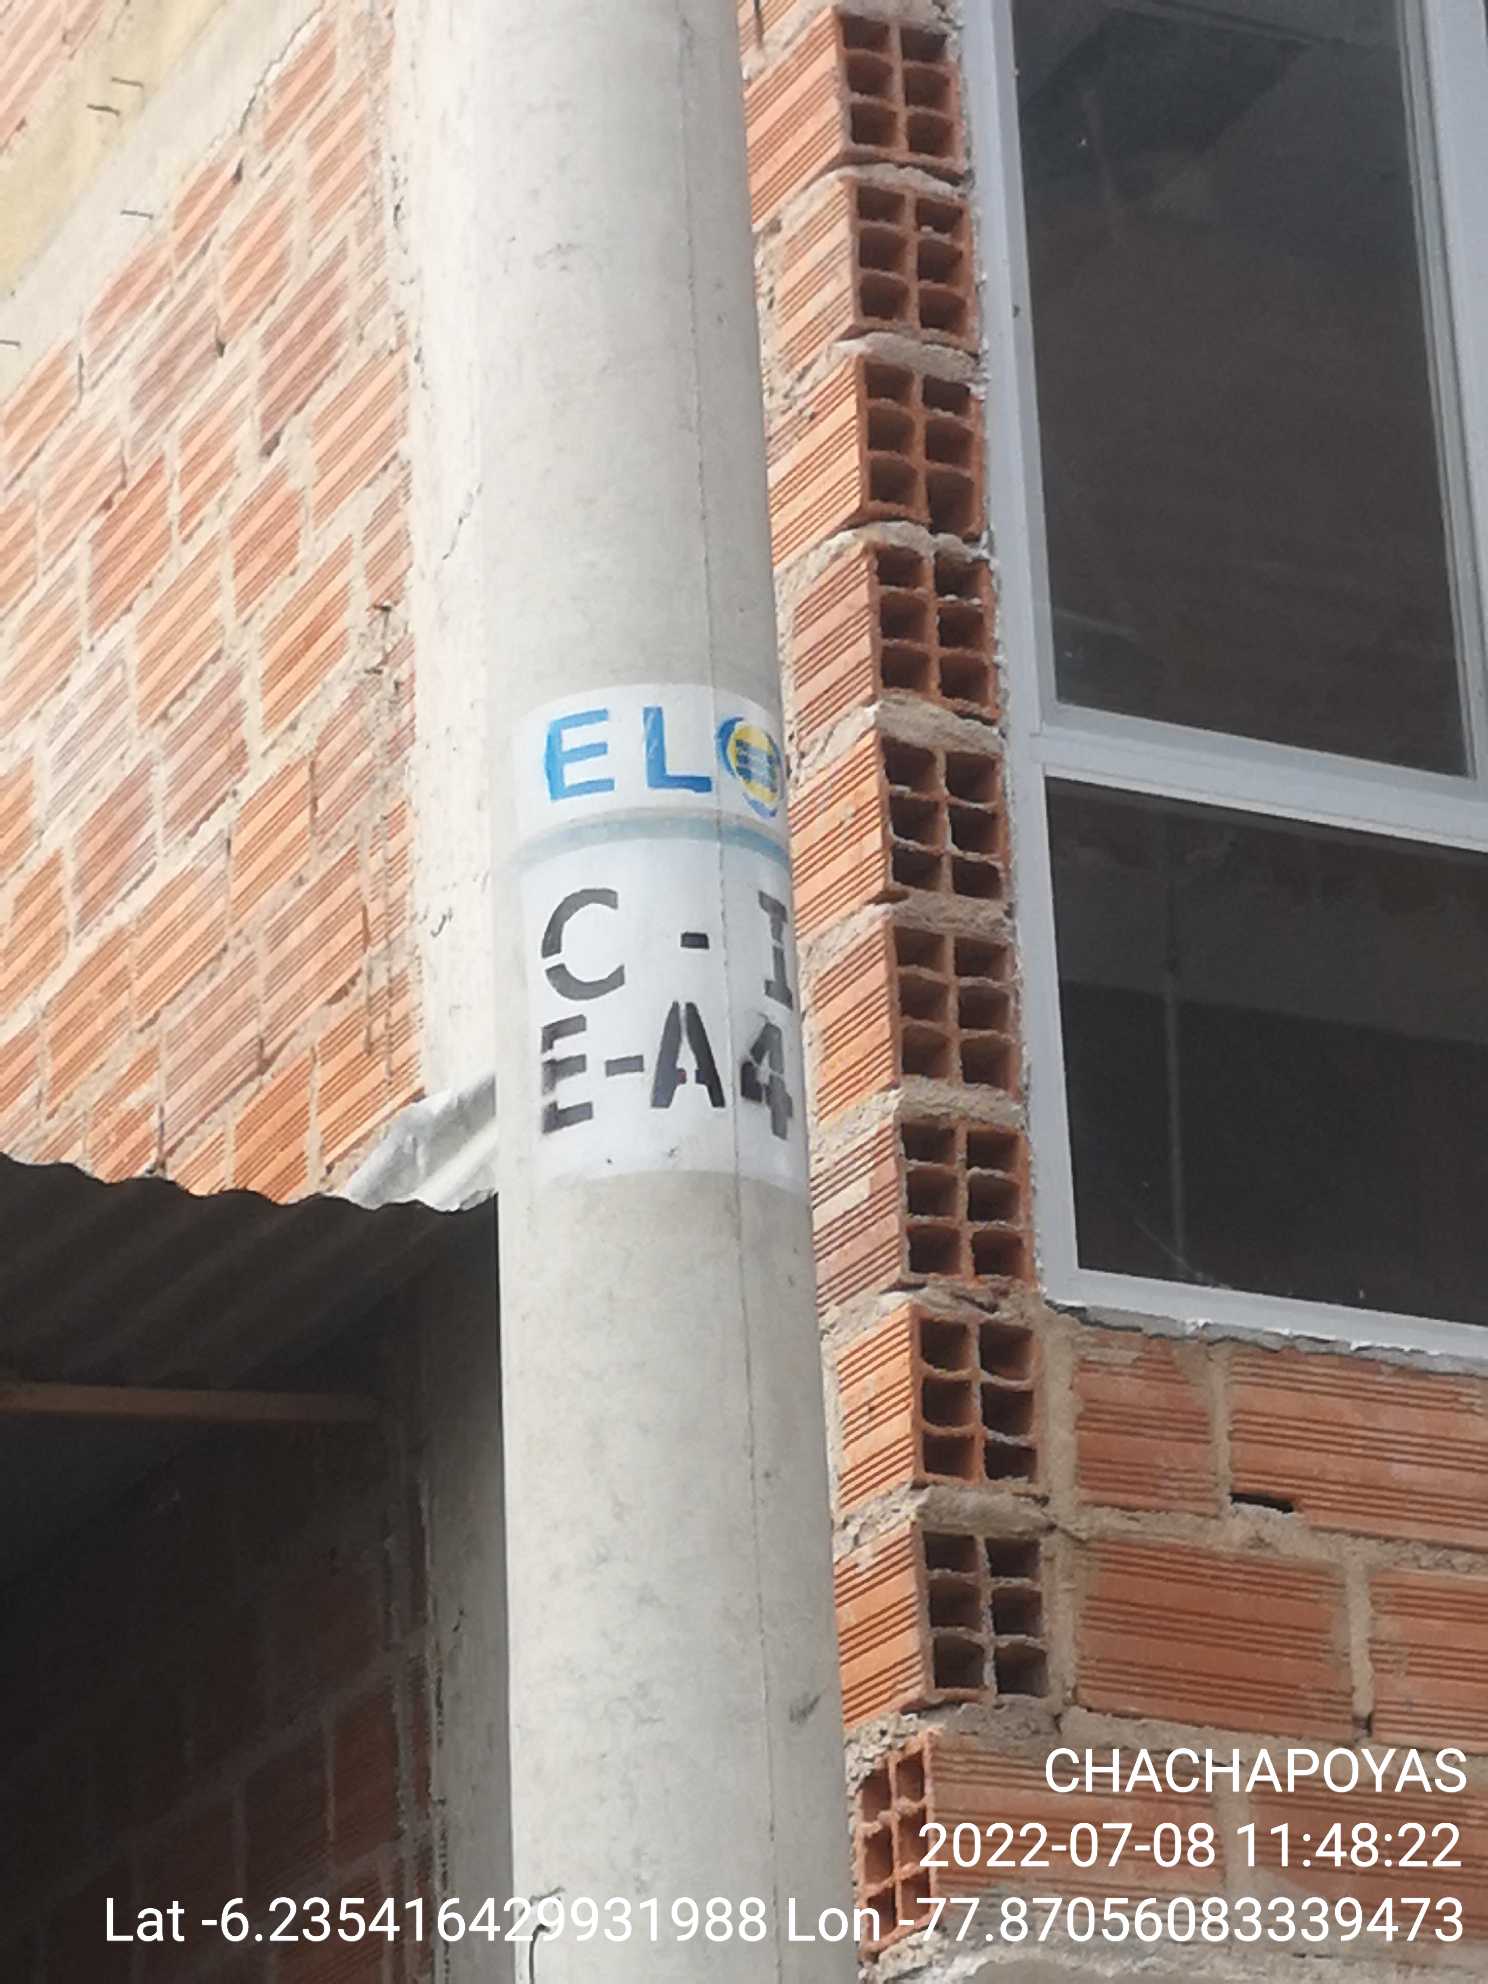 EL
C - I
E-A4
CHACHAPOYAS
2022-07-08 11:48:22
Lat -6.235416429931988 Lon -77.87056083339473